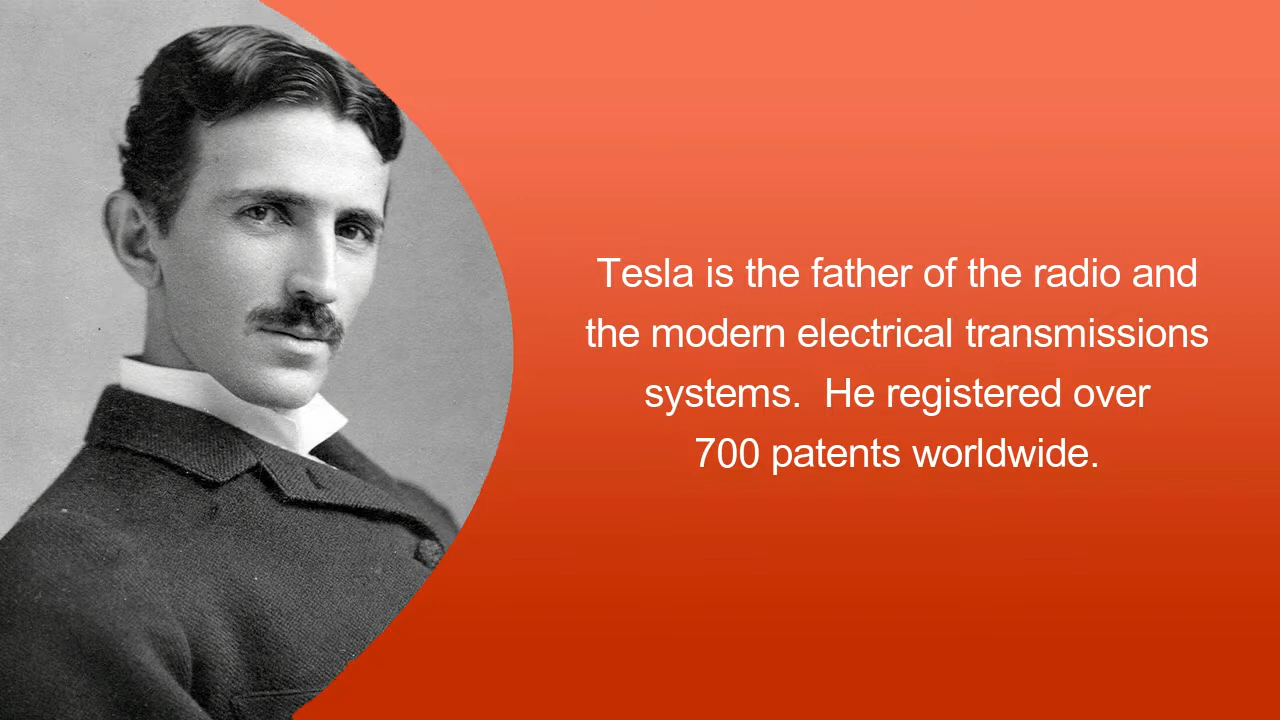 Tesla is the father of the radio and
the modern electrical transmissions
systems.  He registered over
700 patents worldwide.